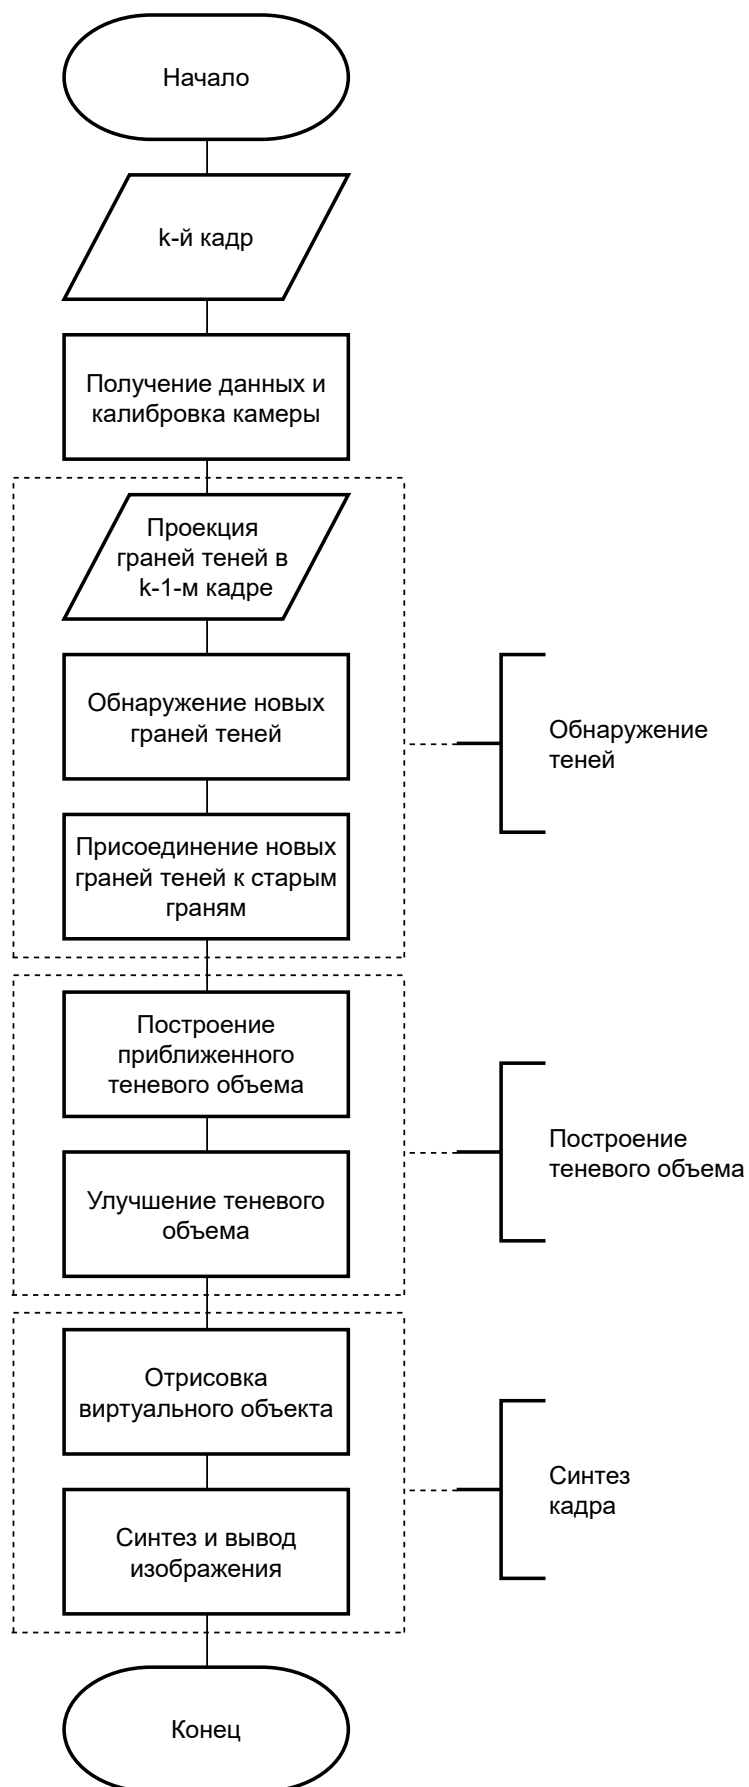 Начало
k-й кадр
Получение данных и
калибровка камеры
Проекция
граней теней в
k-1-м кадре
Обнаружение новых
граней теней
Обнаружение
теней
Присоединение новых
граней теней к старым
граням
Построение
приближенного
теневого объема
Построение
теневого объема
Улучшение теневого
объема
Отрисовка
виртуального объекта
Синтез
кадра
Синтез и вывод
изображения
Конец